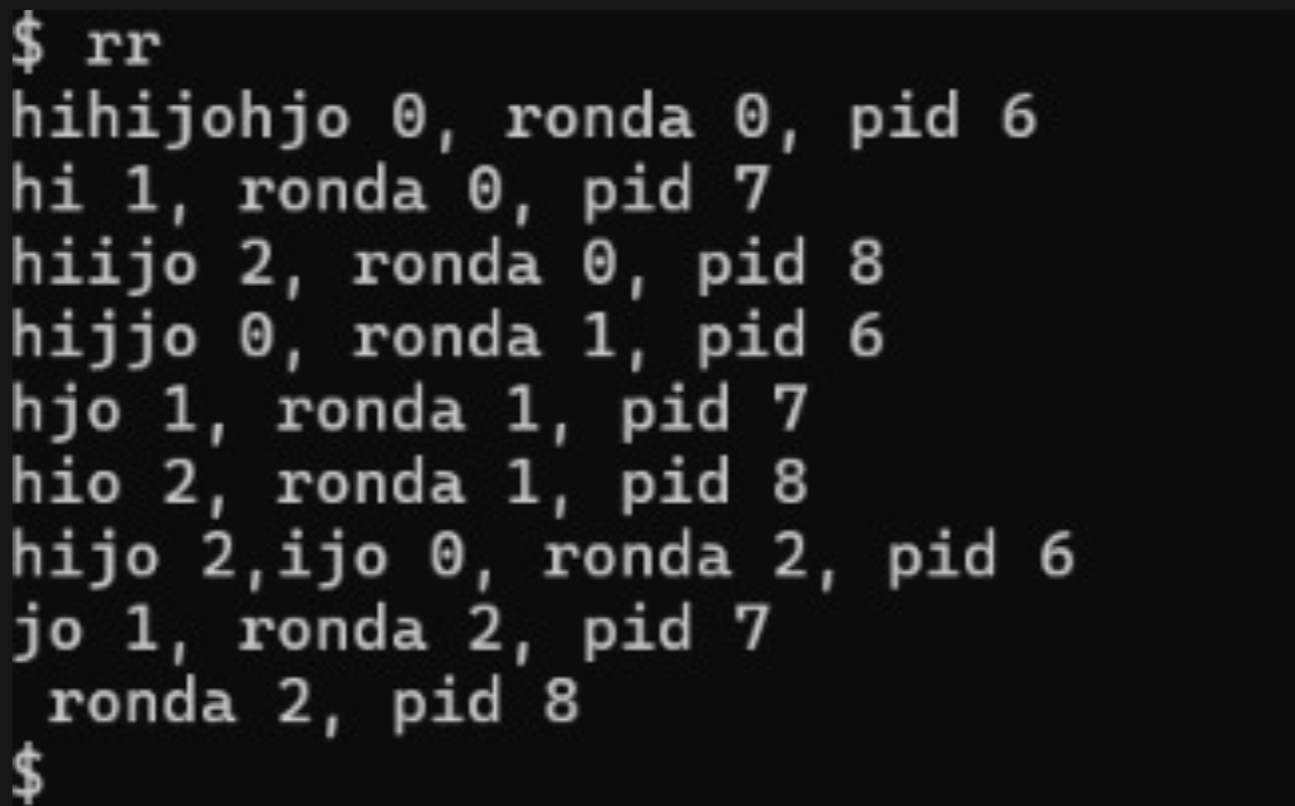 $ rr
hihijohjo 0, ronda 0, pid 6
hi 1, ronda 0, pid 7
hiijo 2, ronda 0, pid 8
hijjo 0, ronda 1, pid 6
hjo 1, ronda 1, pid 7
hio 2, ronda 1, pid 8
hijo 2,ijo 0, ronda 2, pid 6
jo 1, ronda 2, pid 7
 ronda 2, pid 8
$